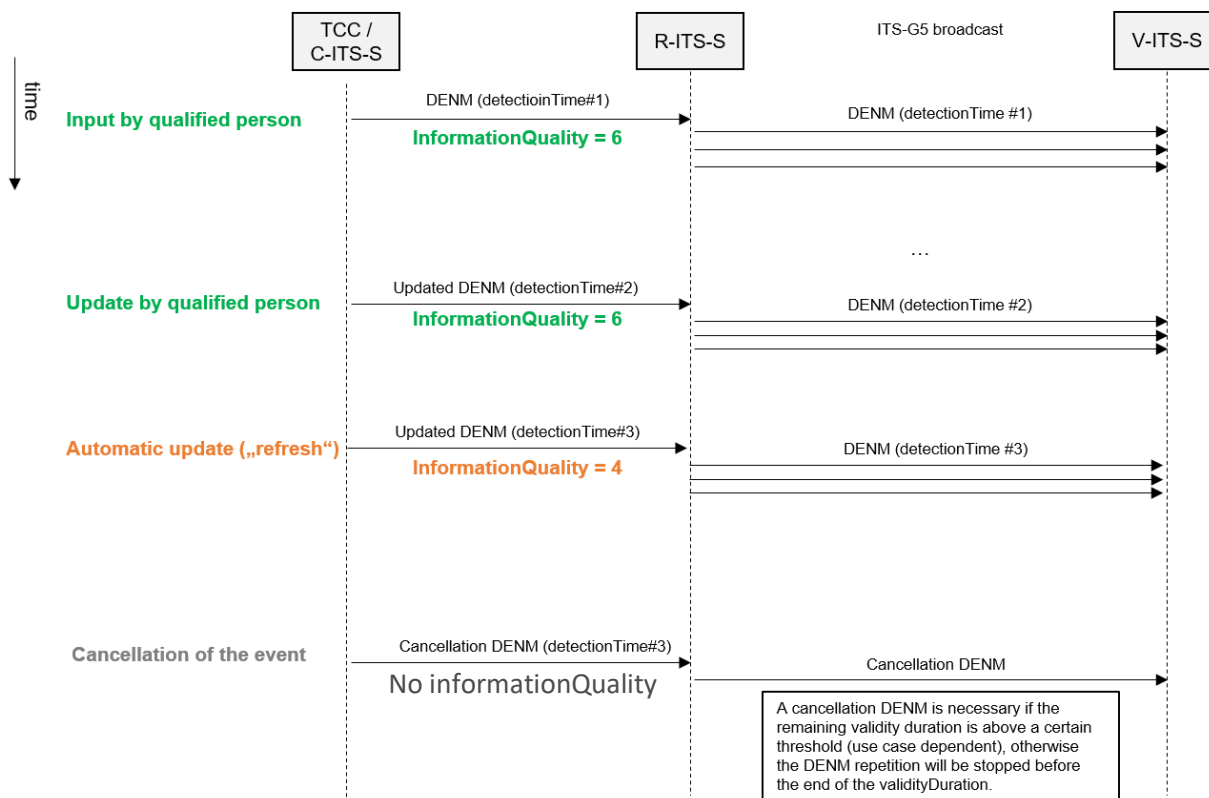 TCC /
C-ITS-S
R-ITS-S
ITS-G5 broadcast
V-ITS-S
time
Input by qualified person
DENM (detectioinTime#1)
InformationQuality = 6
DENM (detectionTime #1)
...
Update by qualified person
Updated DENM (detectionTime#2)
InformationQuality = 6
DENM (detectionTime #2)
Automatic update („refresh“)
Updated DENM (detectionTime#3)
InformationQuality = 4
DENM (detectionTime #3)
Cancellation of the event
Cancellation DENM (detectionTime#3)
No informationQuality
Cancellation DENM
A cancellation DENM is necessary if the
remaining validity duration is above a certain
threshold (use case dependent), otherwise
the DENM repetition will be stopped before
the end of the validityDuration.